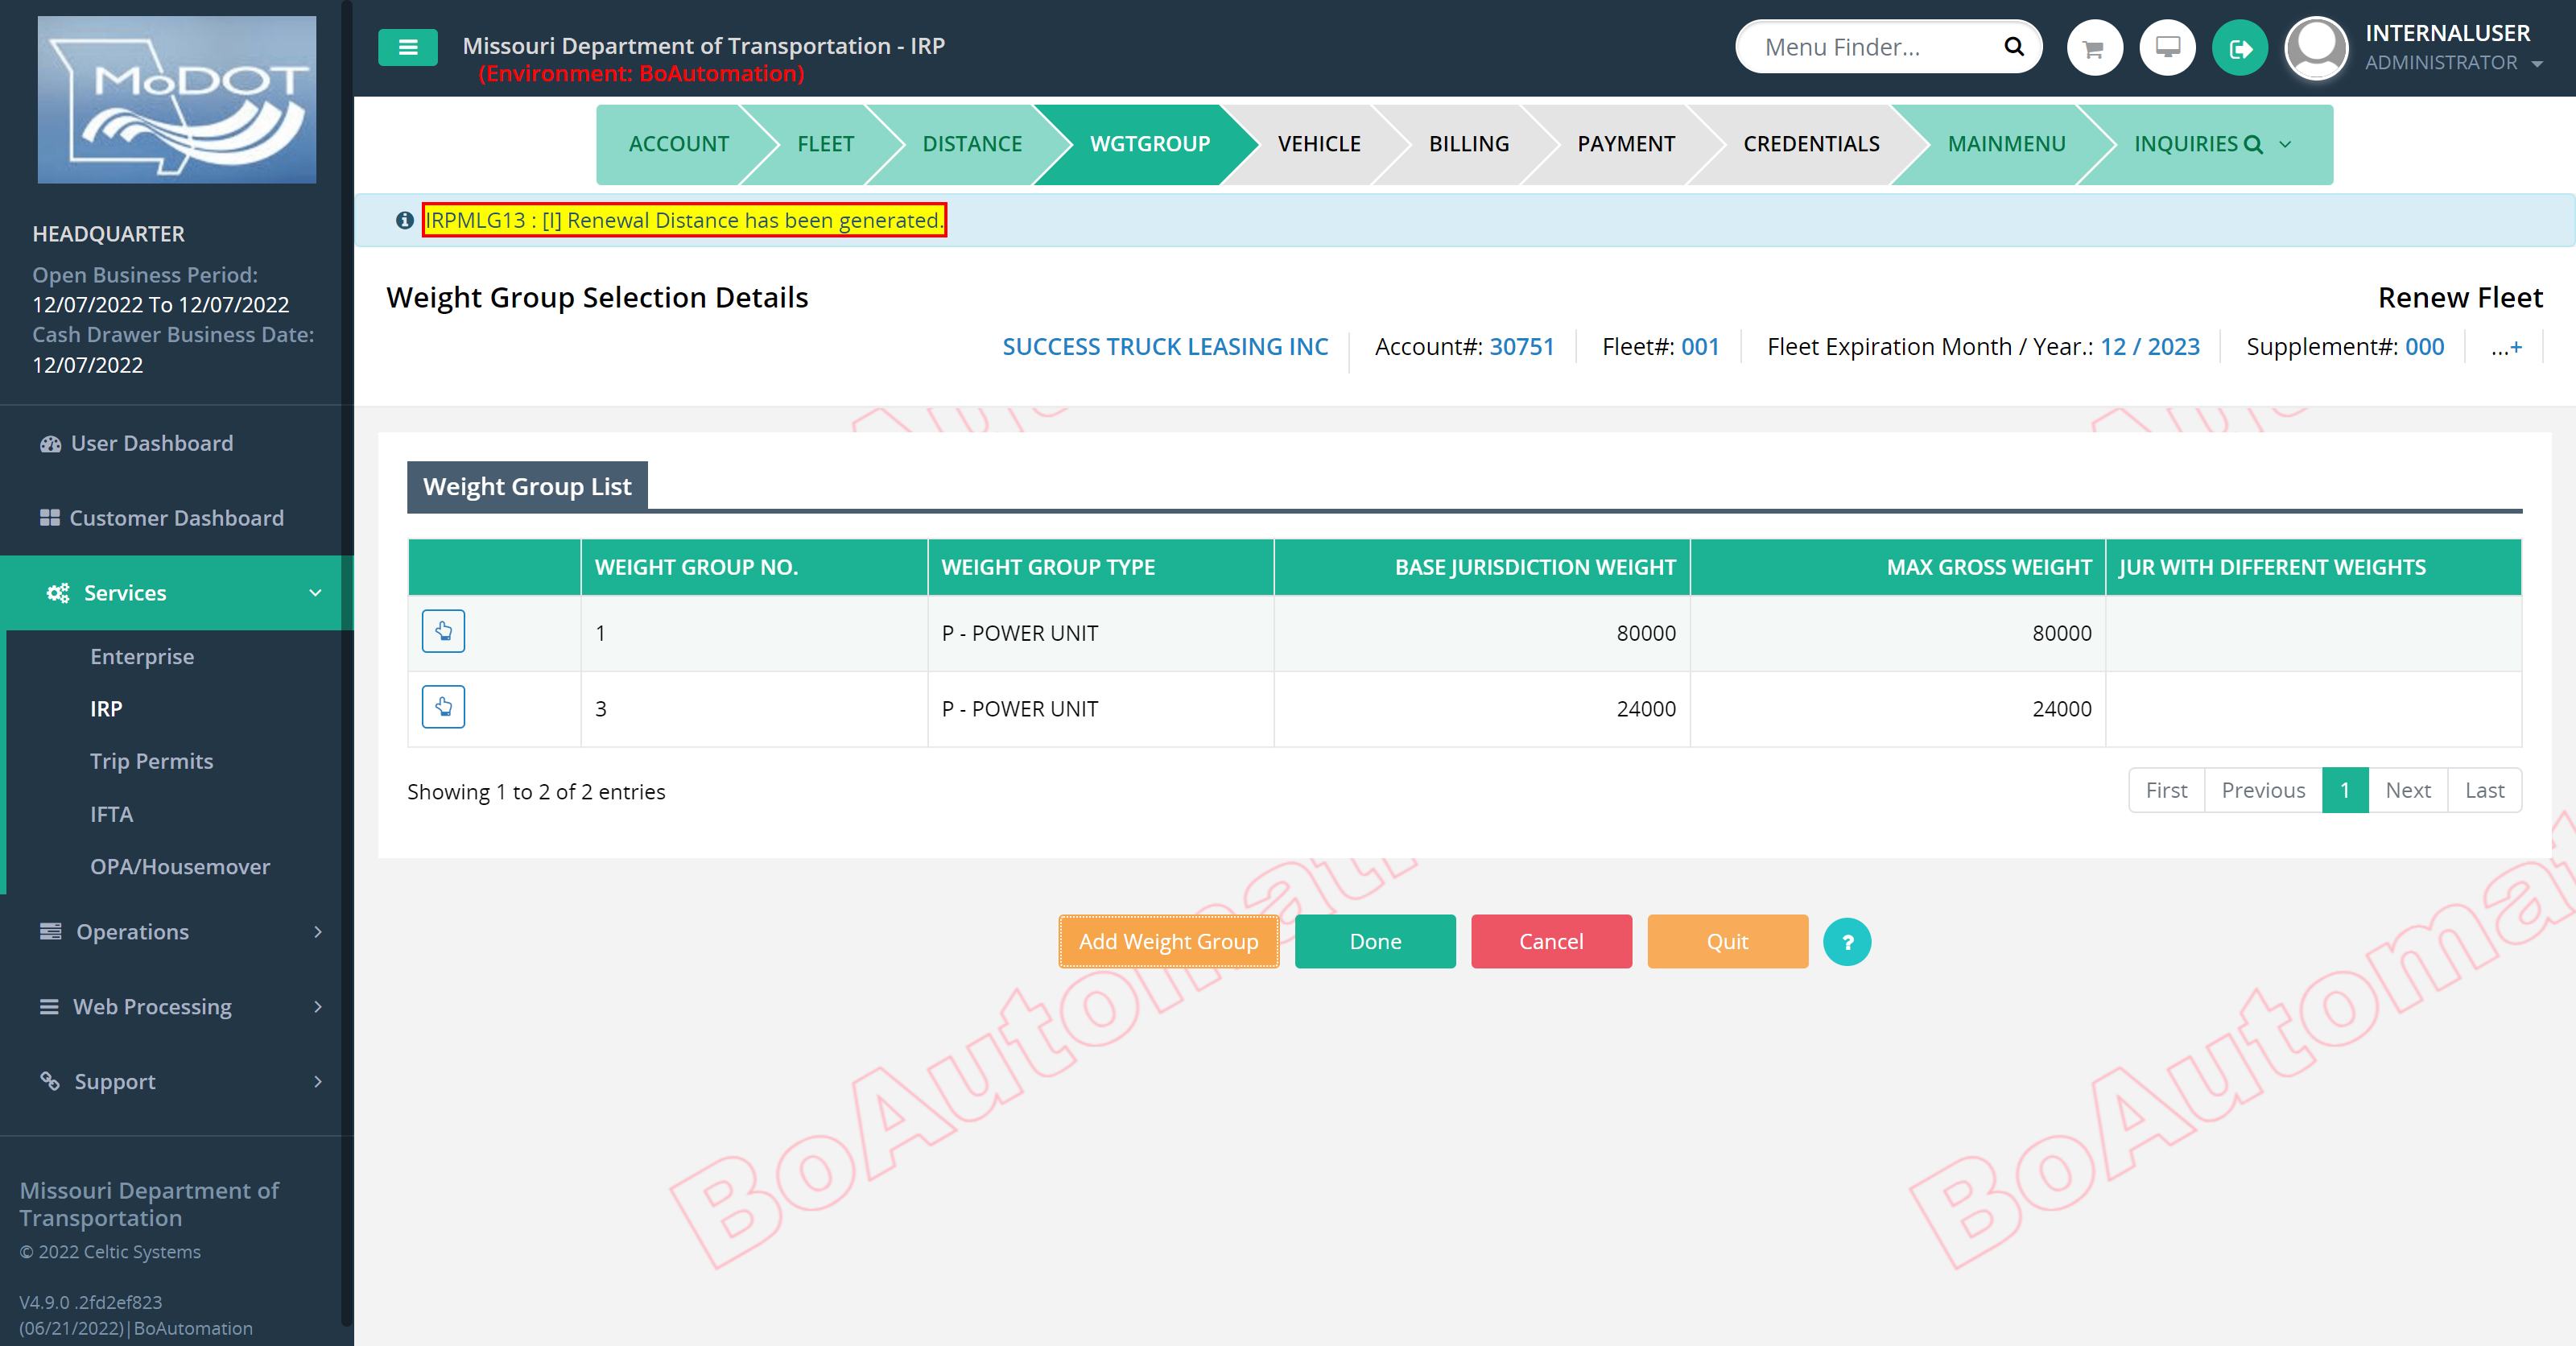 MoDOT
HEADQUARTER
Open Business Period:
12/07/2022 To 12/07/2022
Cash Drawer Business Date:
12/07/2022
User Dashboard
Customer Dashboard
Services
Enterprise
IRP
Trip Permits
IFTA
OPA/Housemover
Operations
Web Processing
Support
Missouri Department of
Transportation
© 2022 Celtic Systems
V4.9.0 .2fd2ef823
(06/21/2022)|BoAutomation
Missouri Department of Transportation - IRP
(Environment: BoAutomation)
Menu Finder...
INTERNALUSER
ADMINISTRATOR
ACCOUNT FLEET DISTANCE WGTGROUP VEHICLE BILLING PAYMENT CREDENTIALS MAINMENU INQUIRIES
IRPMLG13 : [I] Renewal Distance has been generated.
Weight Group Selection Details Renew Fleet
SUCCESS TRUCK LEASING INC Account#: 30751 Fleet#: 001 Fleet Expiration Month / Year.: 12 / 2023 Supplement#: 000 ...+
Weight Group List
WEIGHT GROUP NO. WEIGHT GROUP TYPE BASE JURISDICTION WEIGHT MAX GROSS WEIGHT JUR WITH DIFFERENT WEIGHTS
1 P - POWER UNIT 80000 80000
3 P - POWER UNIT 24000 24000
Showing 1 to 2 of 2 entries
First Previous 1 Next Last
Add Weight Group Done Cancel Quit ?
BoAutomati
BoAutomat